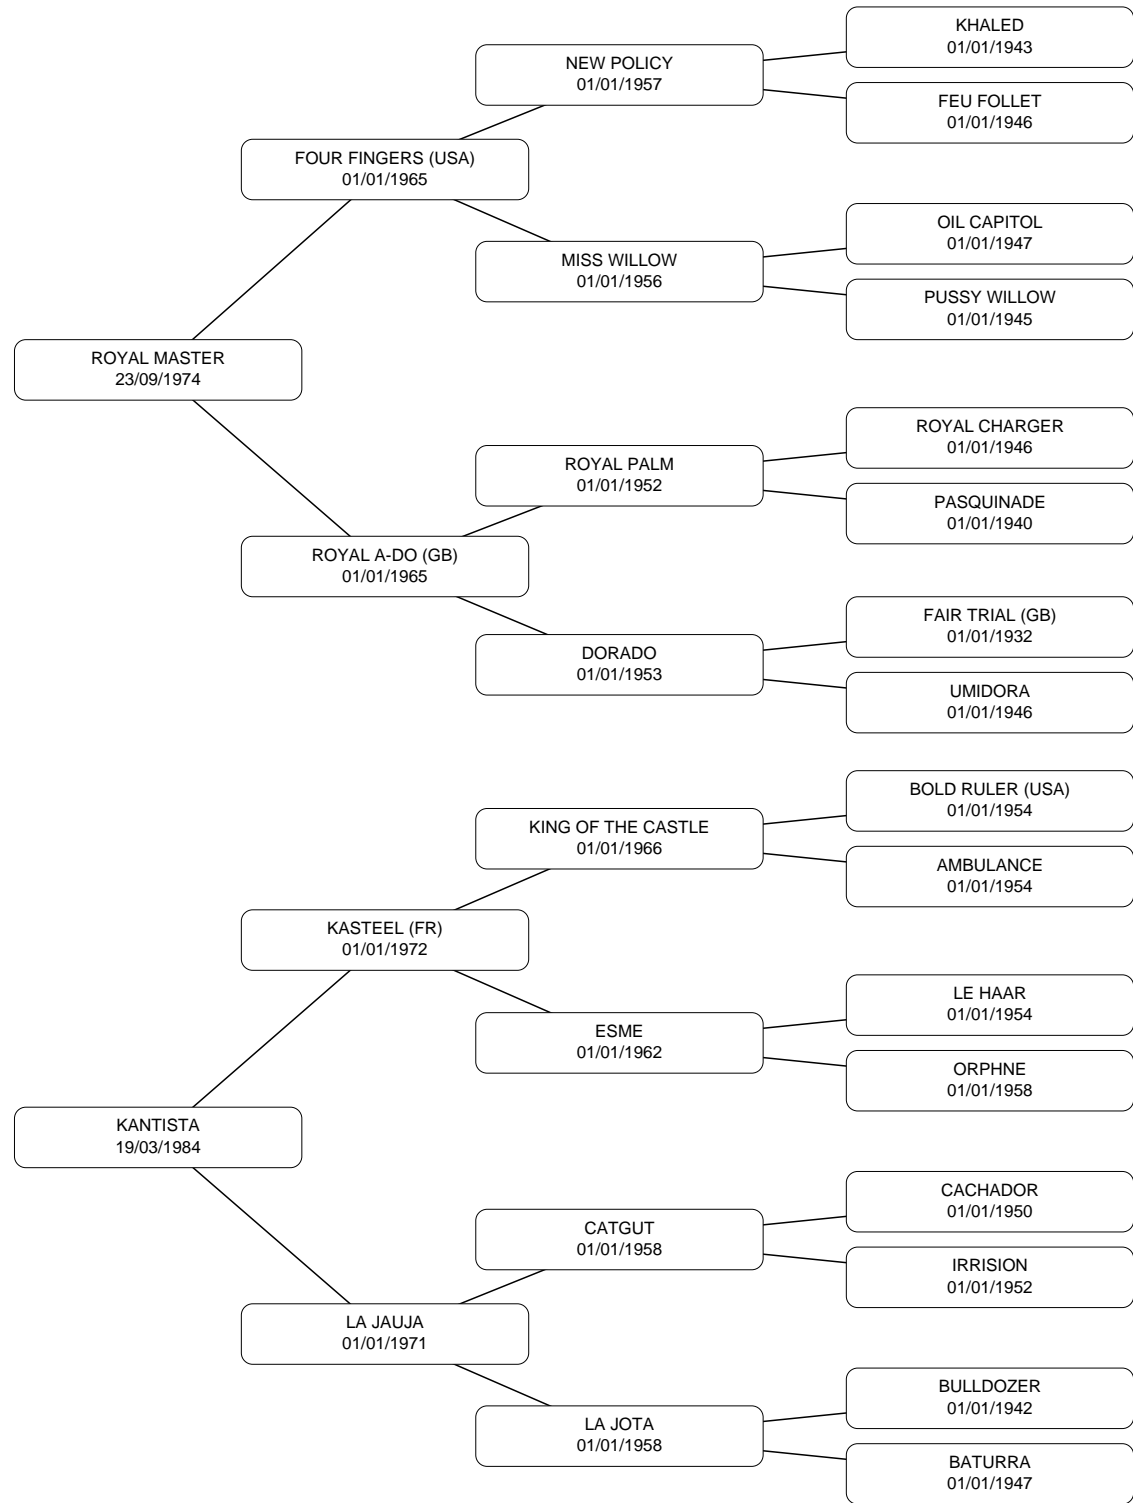 KHALED
01/01/1943
NEW POLICY
01/01/1957
FEU FOLLET
01/01/1946
FOUR FINGERS (USA)
01/01/1965
OIL CAPITOL
01/01/1947
MISS WILLOW
01/01/1956
PUSSY WILLOW
01/01/1945
ROYAL MASTER
23/09/1974
ROYAL CHARGER
01/01/1946
ROYAL PALM
01/01/1952
PASQUINADE
01/01/1940
ROYAL A-DO (GB)
01/01/1965
FAIR TRIAL (GB)
01/01/1932
DORADO
01/01/1953
UMIDORA
01/01/1946
BOLD RULER (USA)
01/01/1954
KING OF THE CASTLE
01/01/1966
AMBULANCE
01/01/1954
KASTEEL (FR)
01/01/1972
LE HAAR
01/01/1954
ESME
01/01/1962
ORPHNE
01/01/1958
KANTISTA
19/03/1984
CACHADOR
01/01/1950
CATGUT
01/01/1958
IRRISION
01/01/1952
LA JAUJA
01/01/1971
BULLDOZER
01/01/1942
LA JOTA
01/01/1958
BATURRA
01/01/1947